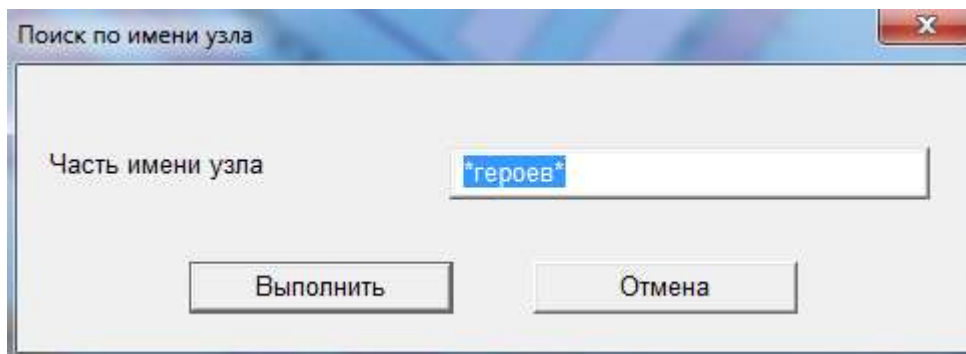 Поиск по имени узла
Часть имени узла *героев*
Выполнить Отмена